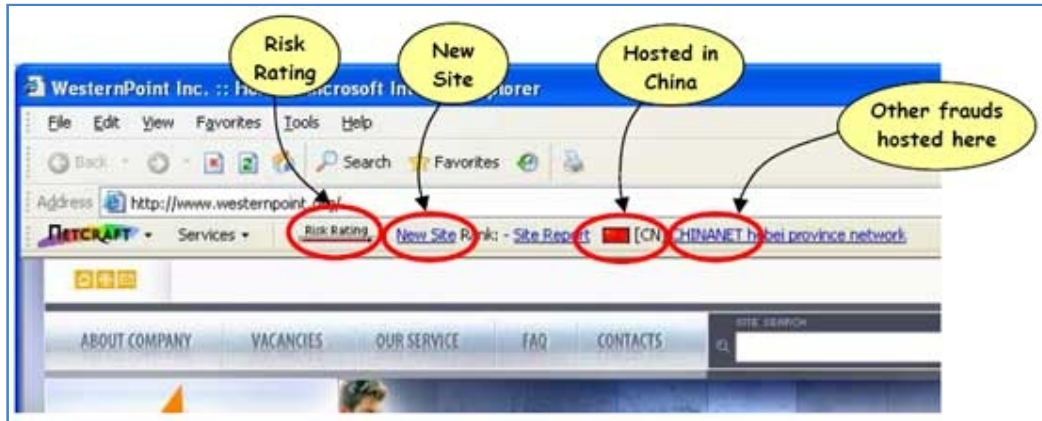 Risk
Rating
New
Site
Hosted in
China
Other frauds
hosted here
WesternPoint Inc. ::
File Edit View Favorites Tools Help
Back Search Favorites
Address http://www.westernpoint.org/
NETCRAFT Services Risk Rating New Site Rank: - Site Report [CN] CHINANET hebei province network
SITE SEARCH
ABOUT COMPANY VACANCIES OUR SERVICE FAQ CONTACTS